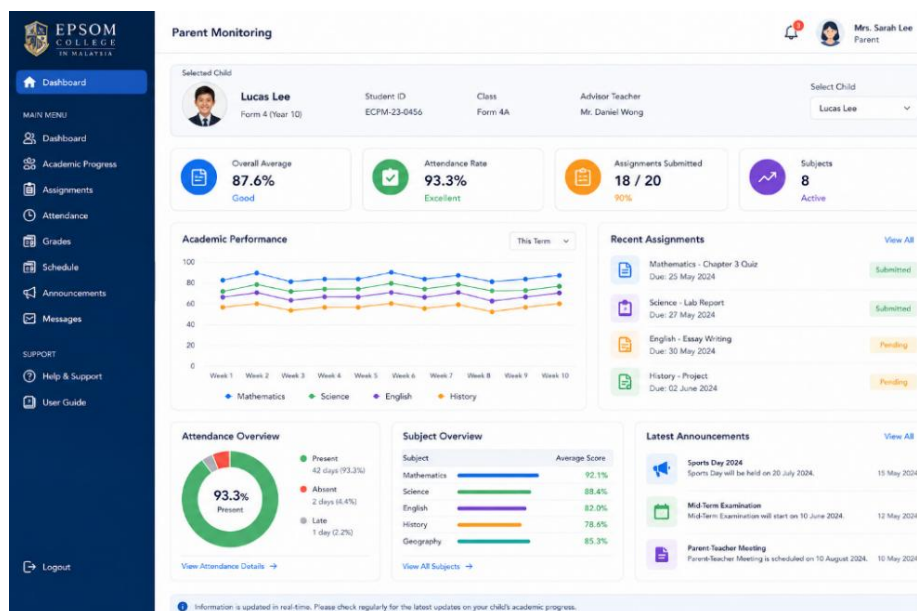 EPSOM
COLLEGE
IN MALAYSIA
Dashboard
MAIN MENU
Dashboard
Academic Progress
Assignments
Attendance
Grades
Schedule
Announcements
Messages
SUPPORT
Help & Support
User Guide
Logout
Parent Monitoring
Mrs. Sarah Lee
Parent
Selected Child
Lucas Lee
Form 4 (Year 10)
Student ID
ECPM-23-0456
Class
Form 4A
Advisor Teacher
Mr. Daniel Wong
Select Child
Lucas Lee
Overall Average
87.6%
Good
Attendance Rate
93.3%
Excellent
Assignments Submitted
18 / 20
90%
Subjects
8
Active
Academic Performance
This Term
100
80
60
40
20
0
Week 1 Week 2 Week 3 Week 4 Week 5 Week 6 Week 7 Week 8 Week 9 Week 10
Mathematics Science English History
Recent Assignments
View All
Mathematics - Chapter 3 Quiz
Due: 25 May 2024
Submitted
Science - Lab Report
Due: 27 May 2024
Submitted
English - Essay Writing
Due: 30 May 2024
Pending
History - Project
Due: 02 June 2024
Pending
Attendance Overview
93.3%
Present
Present
42 days (93.3%)
Absent
2 days (4.4%)
Late
1 day (2.2%)
View Attendance Details →
Subject Overview
Subject Average Score
Mathematics 92.1%
Science 88.4%
English 82.0%
History 78.6%
Geography 85.3%
View All Subjects →
Latest Announcements
View All
Sports Day 2024
Sports Day will be held on 20 July 2024.
15 May 2024
Mid-Term Examination
Mid-Term Examination will start on 10 June 2024.
12 May 2024
Parent-Teacher Meeting
Parent-Teacher Meeting is scheduled on 10 August 2024.
10 May 2024
Information is updated in real-time. Please check regularly for the latest updates on your child's academic progress.